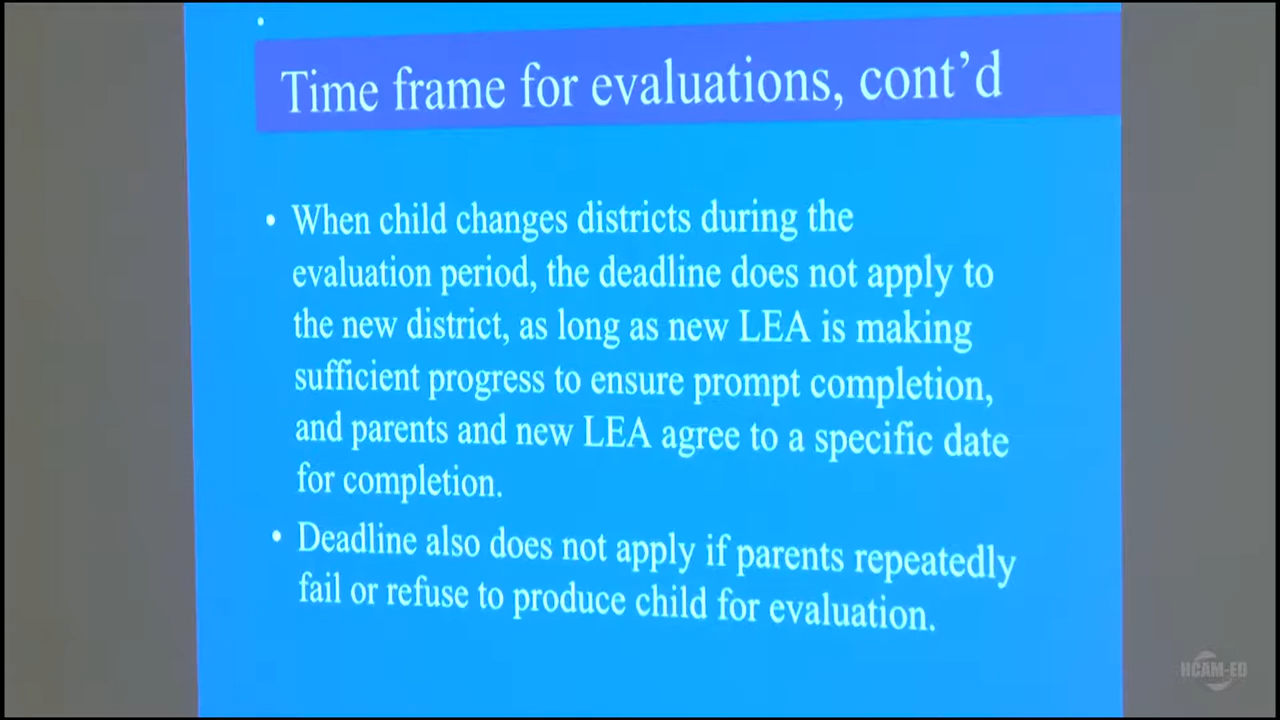 Time frame for evaluations, cont’d
• When child changes districts during the
evaluation period, the deadline does not apply to
the new district, as long as new LEA is making
sufficient progress to ensure prompt completion,
and parents and new LEA agree to a specific date
for completion.
• Deadline also does not apply if parents repeatedly
fail or refuse to produce child for evaluation.
HCAM-ED